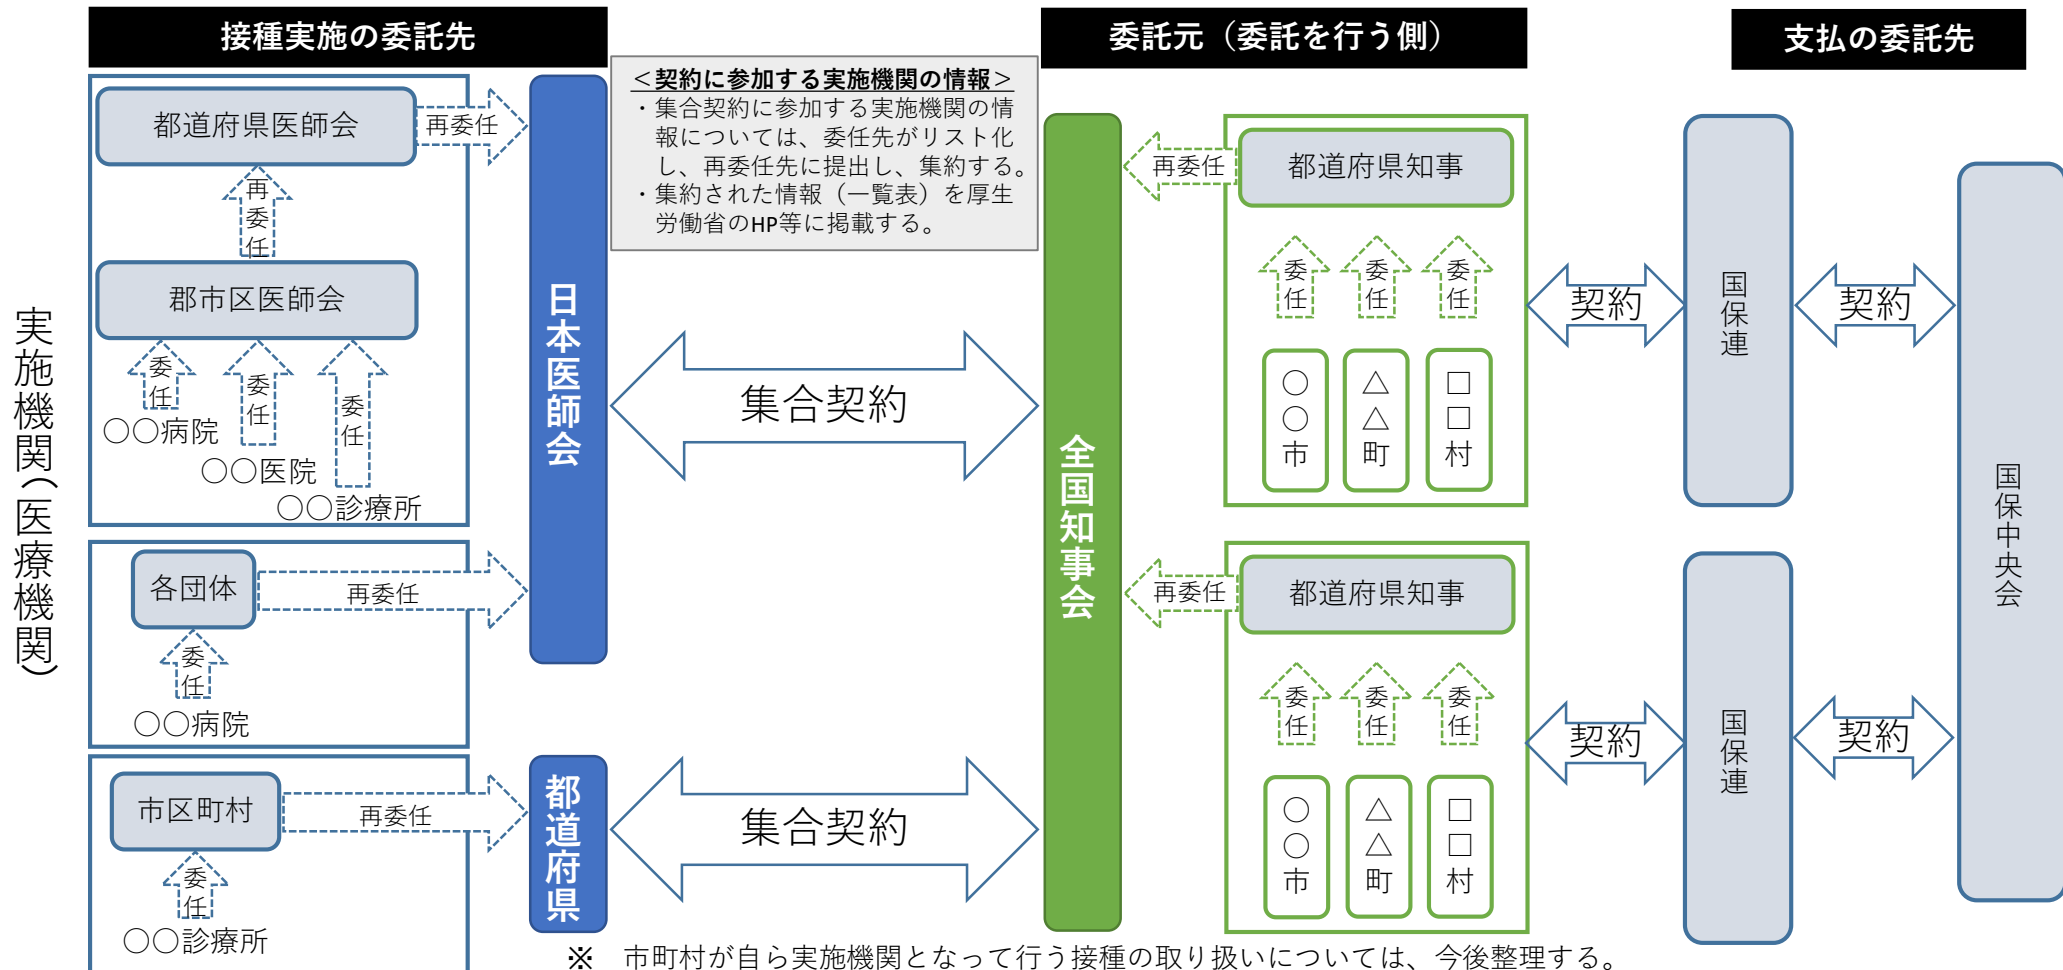 接種実施の委託先
委託元（委託を行う側）
支払の委託先
実施機関（医療機関）
都道府県医師会
再委任
再委任
郡市区医師会
委任
委任
委任
〇〇病院
〇〇医院
〇〇診療所
各団体
再委任
委任
〇〇病院
市区町村
再委任
委任
〇〇診療所
日本医師会
都道府県
＜契約に参加する実施機関の情報＞
・集合契約に参加する実施機関の情
報については、委任先がリスト化
し、再委任先に提出し、集約する。
・集約された情報（一覧表）を厚生
労働省のHP等に掲載する。
集合契約
集合契約
全国知事会
再委任
都道府県知事
委任
委任
委任
〇〇市
△△町
□□村
再委任
都道府県知事
委任
委任
委任
〇〇市
△△町
□□村
契約
国保連
契約
契約
国保連
契約
国保中央会
※　市町村が自ら実施機関となって行う接種の取り扱いについては、今後整理する。